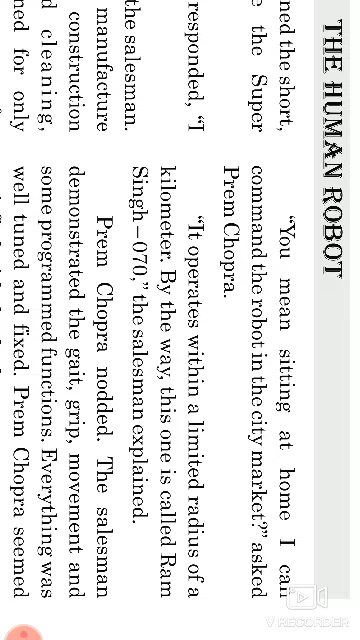 THE HUMAN ROBOT
ned the short,
e the Super
responded, “I
the salesman.
manufacture
construction
d cleaning,
ned for only
“You mean sitting at home I can
command the robot in the city market?” asked
Prem Chopra.
“It operates within a limited radius of a
kilometer. By the way, this one is called Ram
Singh – 070,” the salesman explained.
Prem Chopra nodded. The salesman
demonstrated the gait, grip, movement and
some programmed functions. Everything was
well tuned and fixed. Prem Chopra seemed
V RECORDER